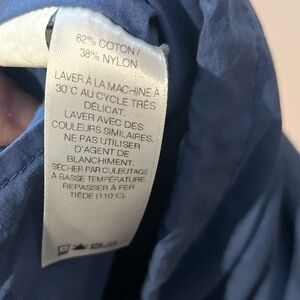 62% COTON /
38% NYLON
LAVER À LA MACHINE À
30°C AU CYCLE TRÈS
DÉLICAT.
LAVER AVEC DES
COULEURS SIMILAIRES.
NE PAS UTILISER
D'AGENT DE
BLANCHIMENT.
SÉCHER PAR CULBUTAGE
À BASSE TEMPÉRATURE.
REPASSER À FER
TIÈDE (110 C).